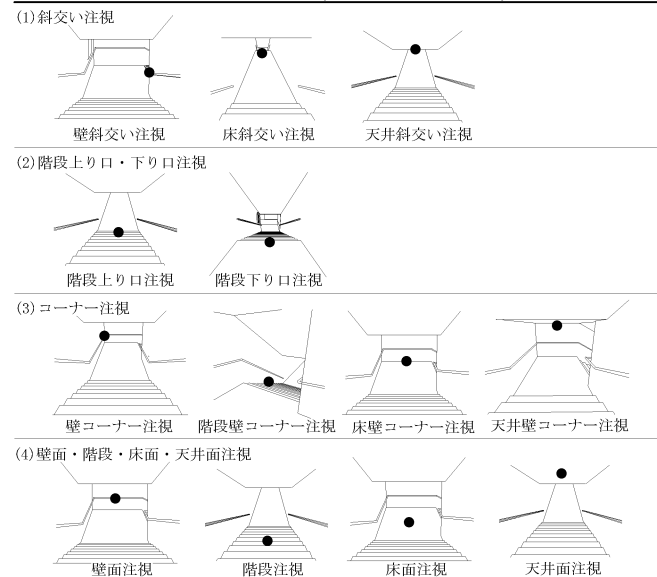 (1)斜交い注視
壁斜交い注視 床斜交い注視 天井斜交い注視
(2)階段上り口・下り口注視
階段上り口注視 階段下り口注視
(3)コーナー注視
壁コーナー注視 階段壁コーナー注視 床壁コーナー注視 天井壁コーナー注視
(4)壁面・階段・床面・天井面注視
壁面注視 階段注視 床面注視 天井面注視